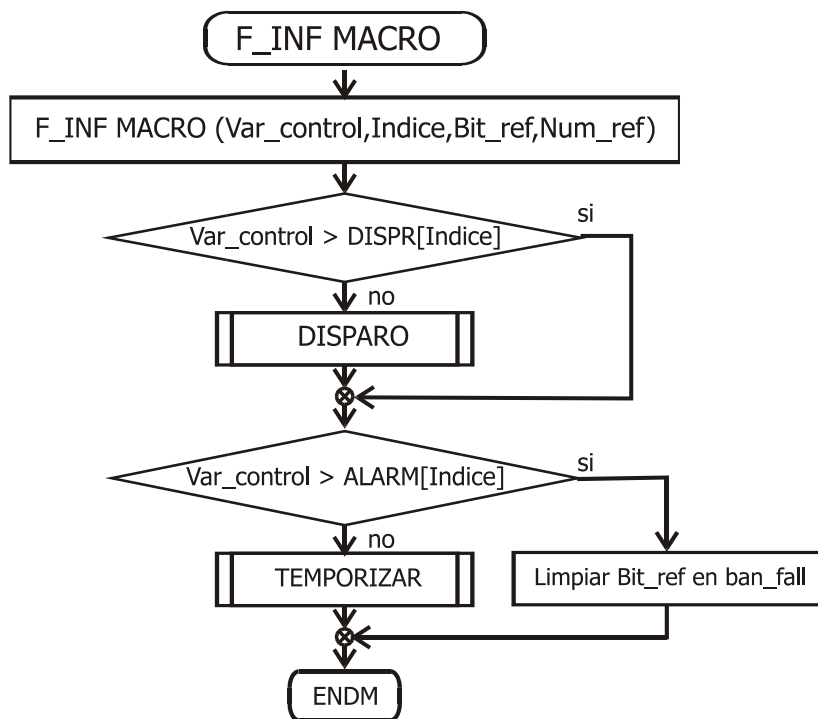 F_INF MACRO
F_INF MACRO (Var_control,Indice,Bit_ref,Num_ref)
si
Var_control > DISPR[Indice]
no
DISPARO
Var_control > ALARM[Indice]
si
no
TEMPORIZAR
Limpiar Bit_ref en ban_fall
ENDM